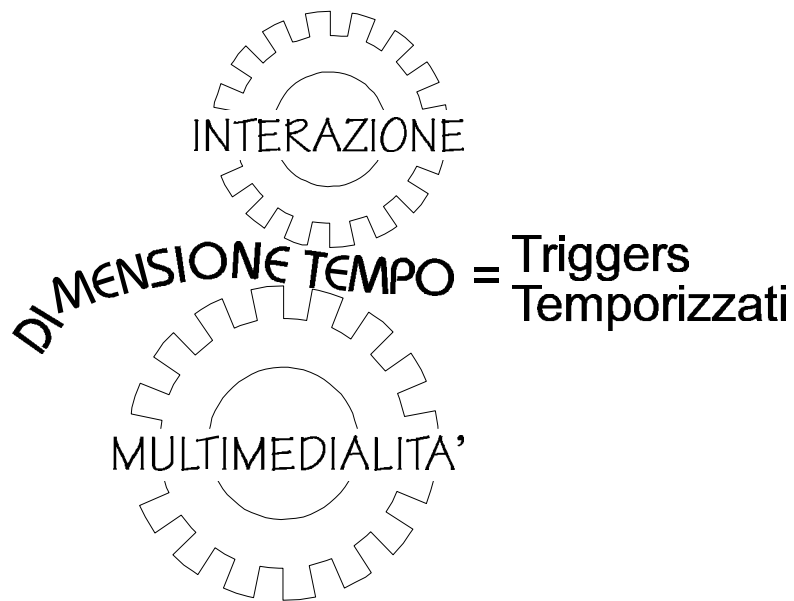 INTERAZIONE
DIMENSIONE TEMPO = Triggers
Temporizzati
MULTIMEDIALITA’